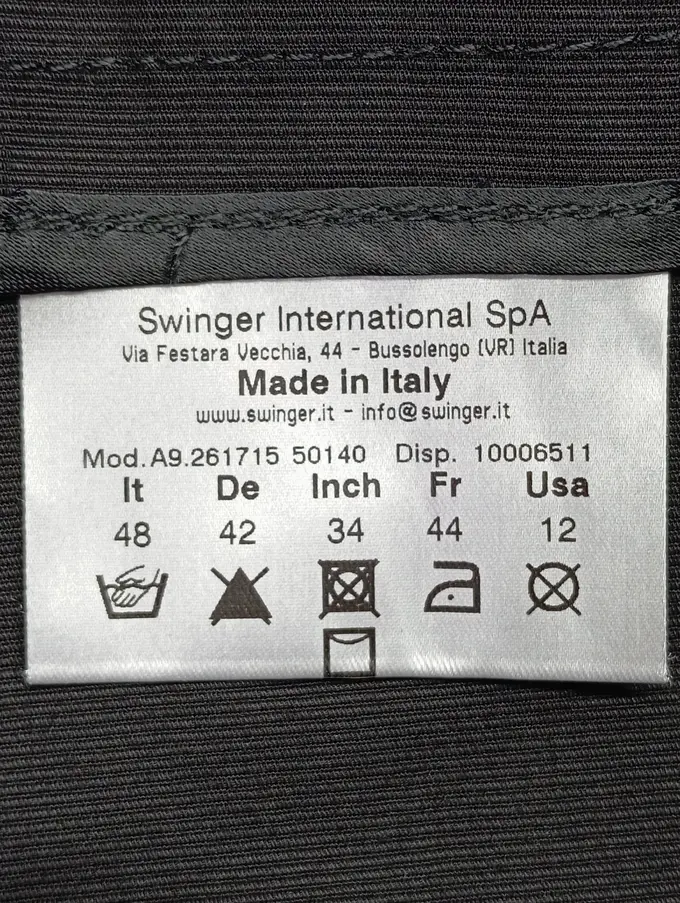 Swinger International SpA
Via Festara Vecchia, 44 - Bussolengo (VR) Italia
Made in Italy
www.swinger.it - info@swinger.it
Mod.A9.261715 50140 Disp. 10006511
It De Inch Fr Usa
48 42 34 44 12